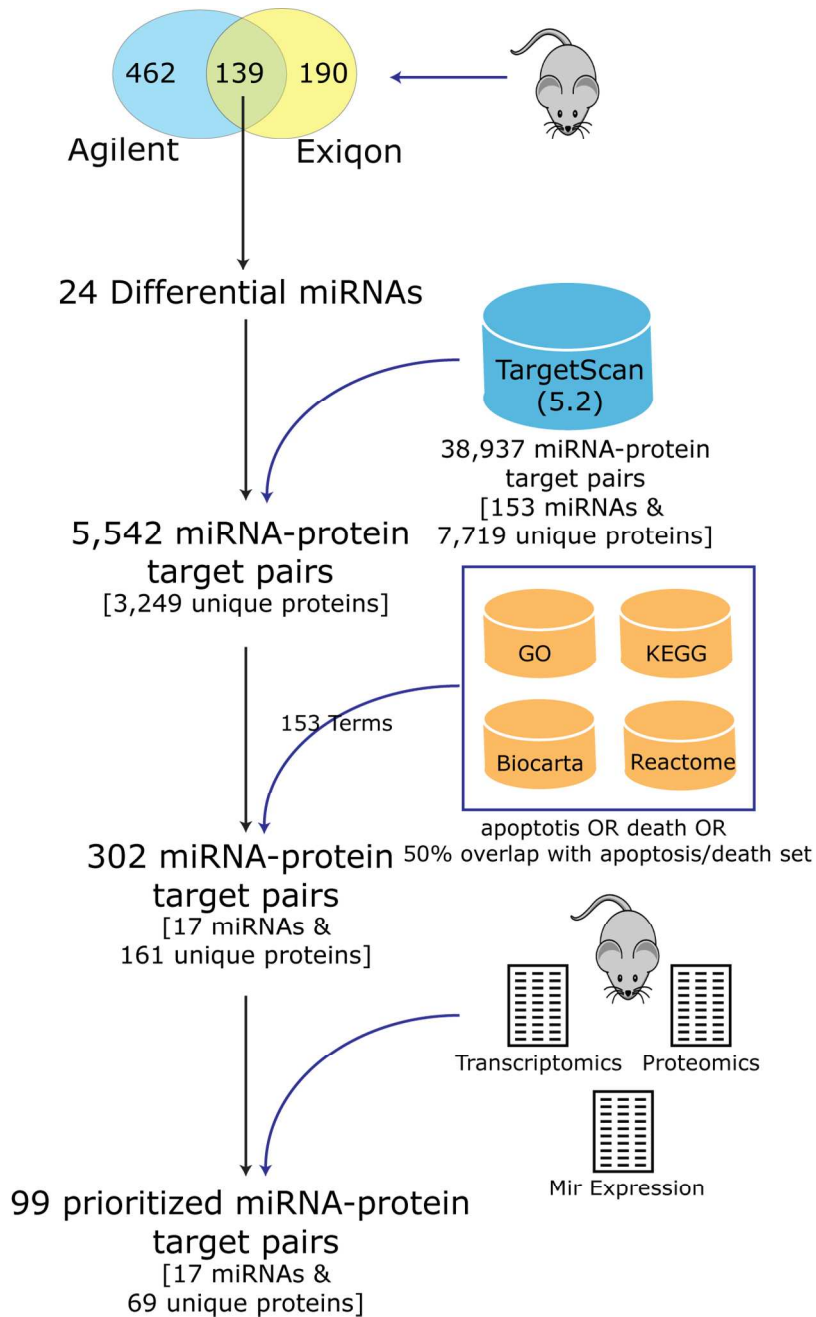 462 139 190
Agilent Exiqon
24 Differential miRNAs
TargetScan
(5.2)
38,937 miRNA-protein
target pairs
[153 miRNAs &
7,719 unique proteins]
5,542 miRNA-protein
target pairs
[3,249 unique proteins]
GO KEGG
153 Terms
Biocarta Reactome
apoptotis OR death OR
50% overlap with apoptosis/death set
302 miRNA-protein
target pairs
[17 miRNAs &
161 unique proteins]
Transcriptomics Proteomics
Mir Expression
99 prioritized miRNA-protein
target pairs
[17 miRNAs &
69 unique proteins]